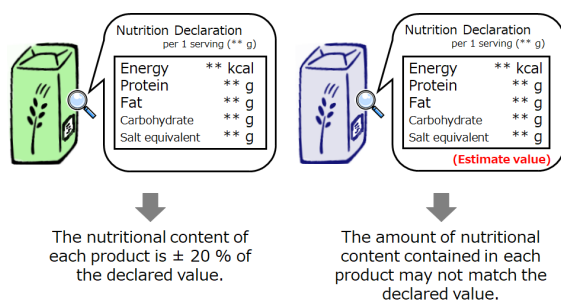 Nutrition Declaration
per 1 serving (** g)
Energy ** kcal
Protein ** g
Fat ** g
Carbohydrate ** g
Salt equivalent ** g
The nutritional content of
each product is ± 20 % of
the declared value.
Nutrition Declaration
per 1 serving (** g)
Energy ** kcal
Protein ** g
Fat ** g
Carbohydrate ** g
Salt equivalent ** g
(Estimate value)
The amount of nutritional
content contained in each
product may not match the
declared value.